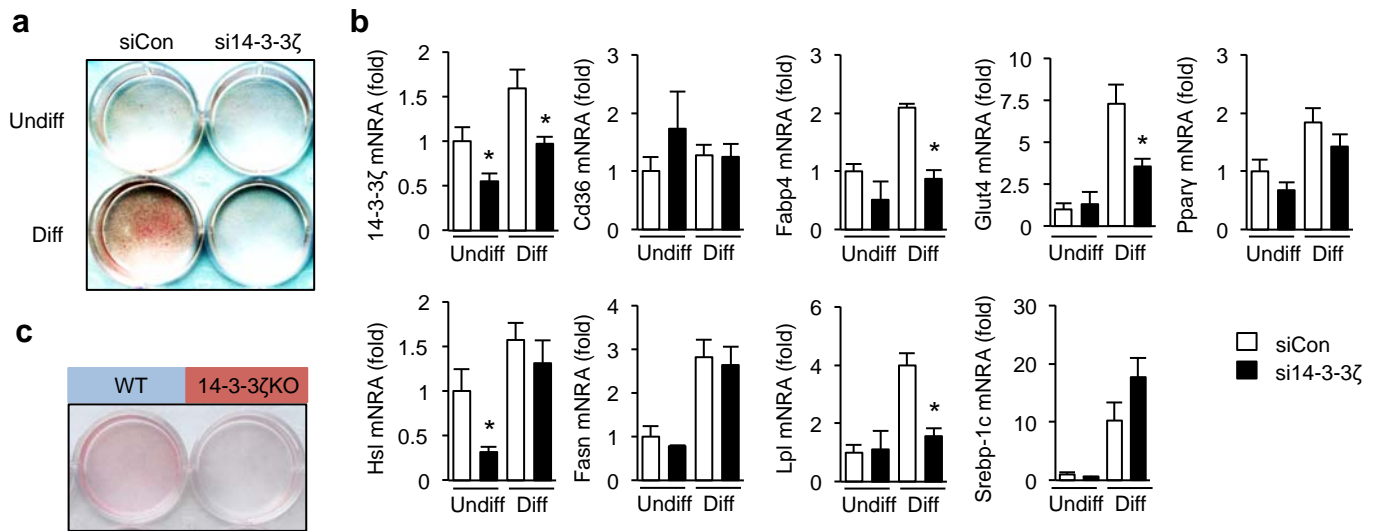 a
siCon si14-3-3ζ
Undiff
Diff
b
14-3-3ζ mNRA (fold)
2
1.5
1
0.5
0
*
*
Undiff Diff
Cd36 mNRA (fold)
3
2
1
0
Undiff Diff
Fabp4 mNRA (fold)
3
2
1
0
*
Undiff Diff
Glut4 mNRA (fold)
10
7.5
5
2.5
0
*
Undiff Diff
Pparγ mNRA (fold)
3
2
1
0
Undiff Diff
Hsl mNRA (fold)
2
1.5
1
0.5
0
*
Undiff Diff
Fasn mNRA (fold)
4
3
2
1
0
Undiff Diff
Lpl mNRA (fold)
6
4
2
0
*
Undiff Diff
Srebp-1c mNRA (fold)
30
20
10
0
Undiff Diff
siCon
si14-3-3ζ
c
WT 14-3-3ζKO